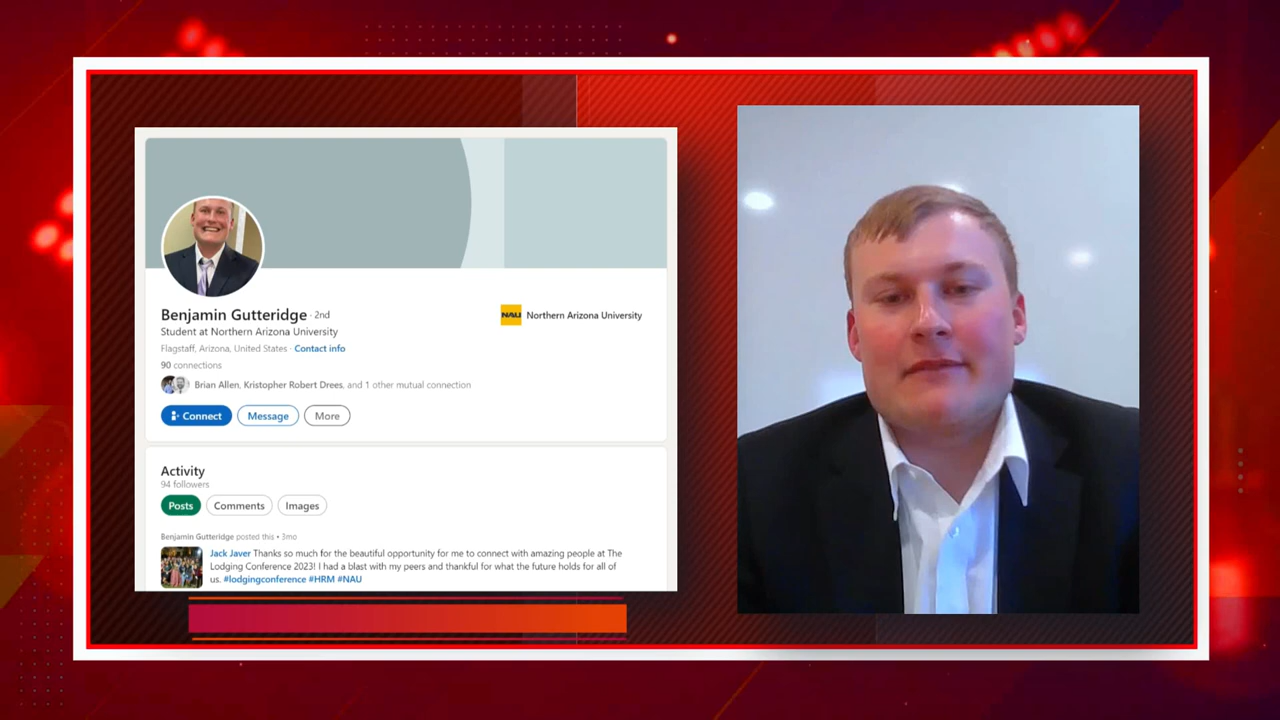 Benjamin Gutteridge · 2nd
Student at Northern Arizona University
Flagstaff, Arizona, United States · Contact info
90 connections
Brian Allen, Kristopher Robert Drees, and 1 other mutual connection
Connect
Message
More
NAU
Northern Arizona University
Activity
94 followers
Posts
Comments
Images
Benjamin Gutteridge posted this • 3mo
Jack Javer Thanks so much for the beautiful opportunity for me to connect with amazing people at The
Lodging Conference 2023! I had a blast with my peers and thankful for what the future holds for all of
us. #lodgingconference #HRM #NAU